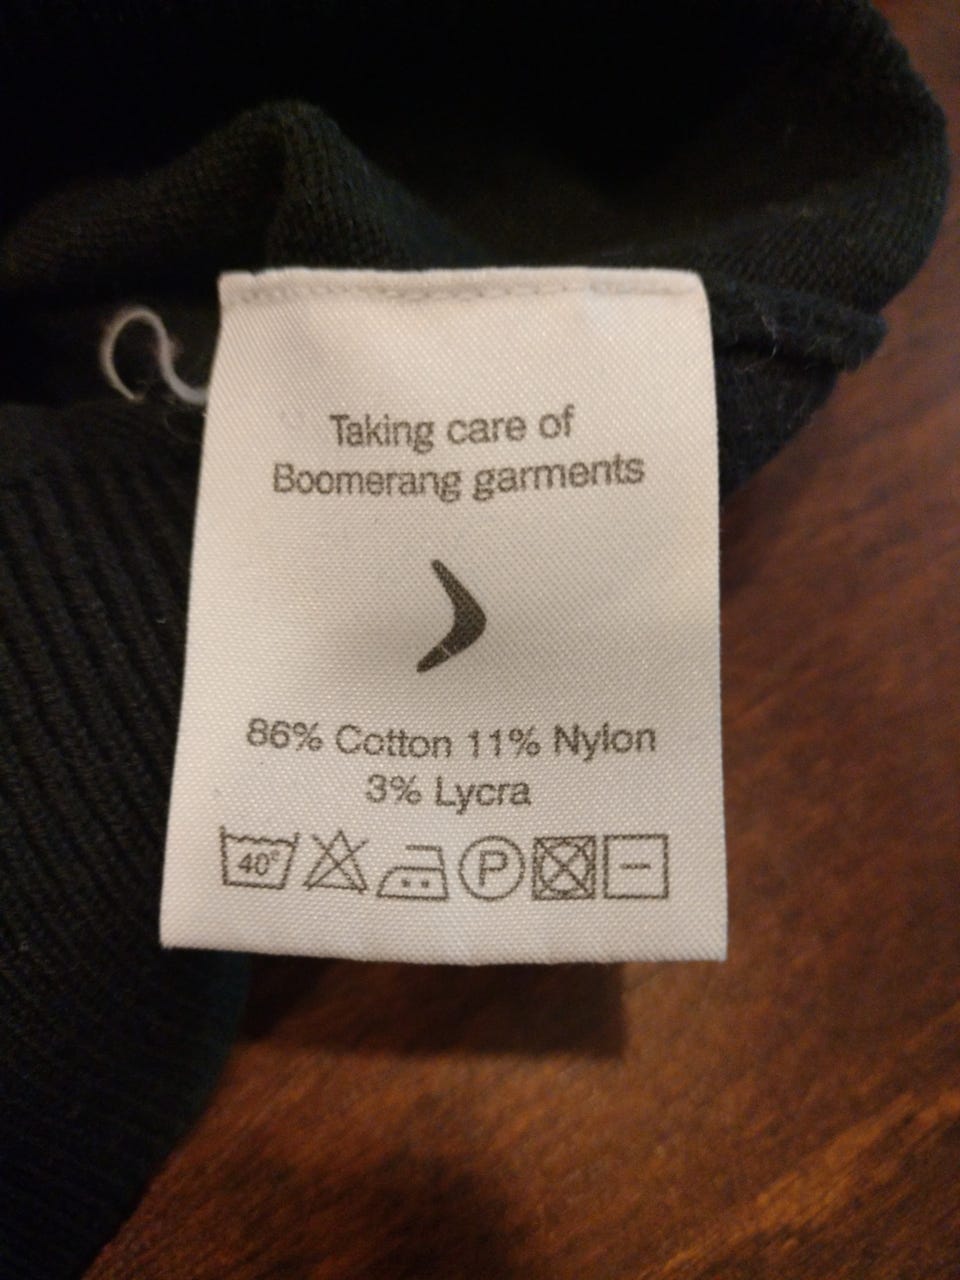 Taking care of
Boomerang garments
86% Cotton 11% Nylon
3% Lycra
40° P